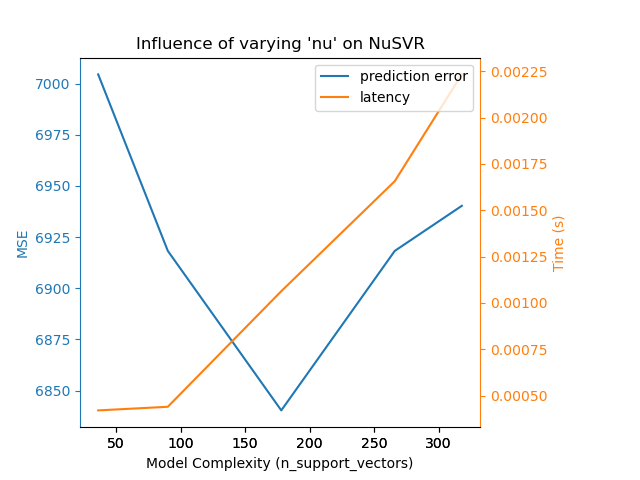 Influence of varying 'nu' on NuSVR
prediction error
latency
MSE
7000
6975
6950
6925
6900
6875
6850
0.00225
0.00200
0.00175
0.00150
0.00125
0.00100
0.00075
0.00050
Time (s)
50 100 150 200 250 300
Model Complexity (n_support_vectors)